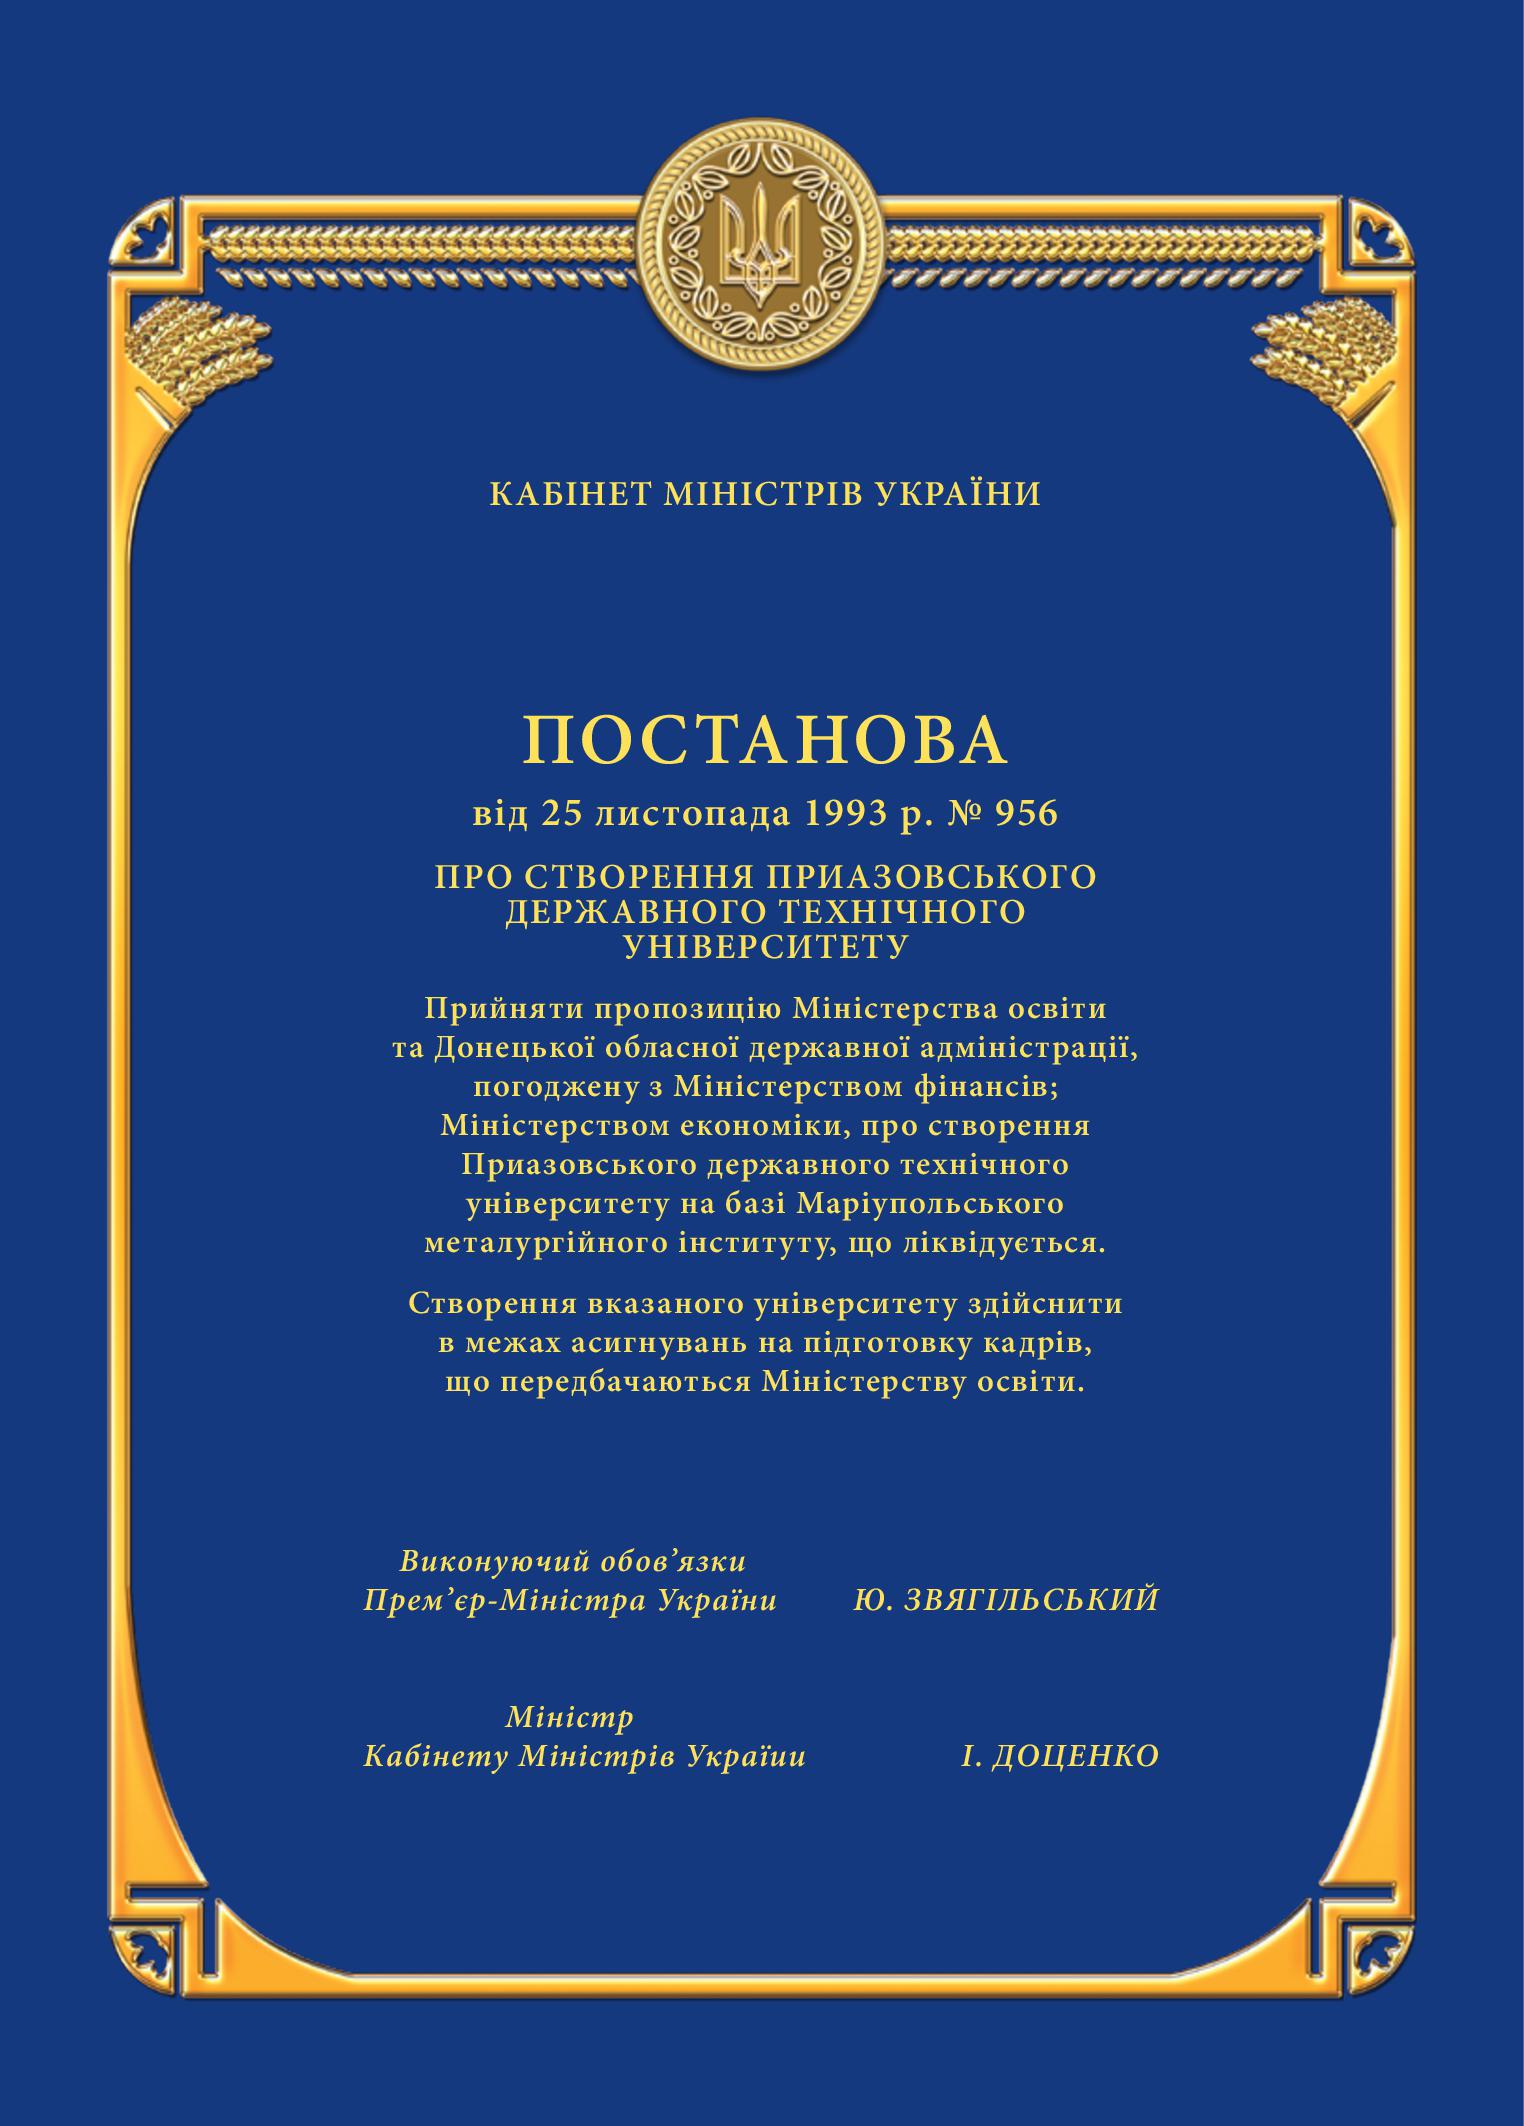 КАБІНЕТ МІНІСТРІВ УКРАЇНИ
ПОСТАНОВА
від 25 листопада 1993 р. № 956
ПРО СТВОРЕННЯ ПРИАЗОВСЬКОГО
ДЕРЖАВНОГО ТЕХНІЧНОГО
УНІВЕРСИТЕТУ
Прийняти пропозицію Міністерства освіти
та Донецької обласної державної адміністрації,
погоджену з Міністерством фінансів;
Міністерством економіки, про створення
Приазовського державного технічного
університету на базі Маріупольського
металургійного інституту, що ліквідується.
Створення вказаного університету здійснити
в межах асигнувань на підготовку кадрів,
що передбачаються Міністерству освіти.
Виконуючий обов’язки
Прем’єр-Міністра України Ю. ЗВЯГІЛЬСЬКИЙ
Міністр
Кабінету Міністрів Україии І. ДОЦЕНКО